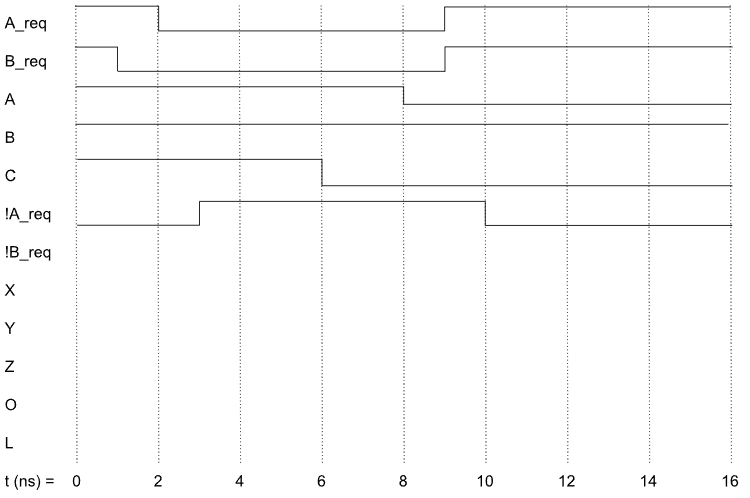 A_req
B_req
A
B
C
!A_req
!B_req
X
Y
Z
O
L
t (ns) = 0 2 4 6 8 10 12 14 16